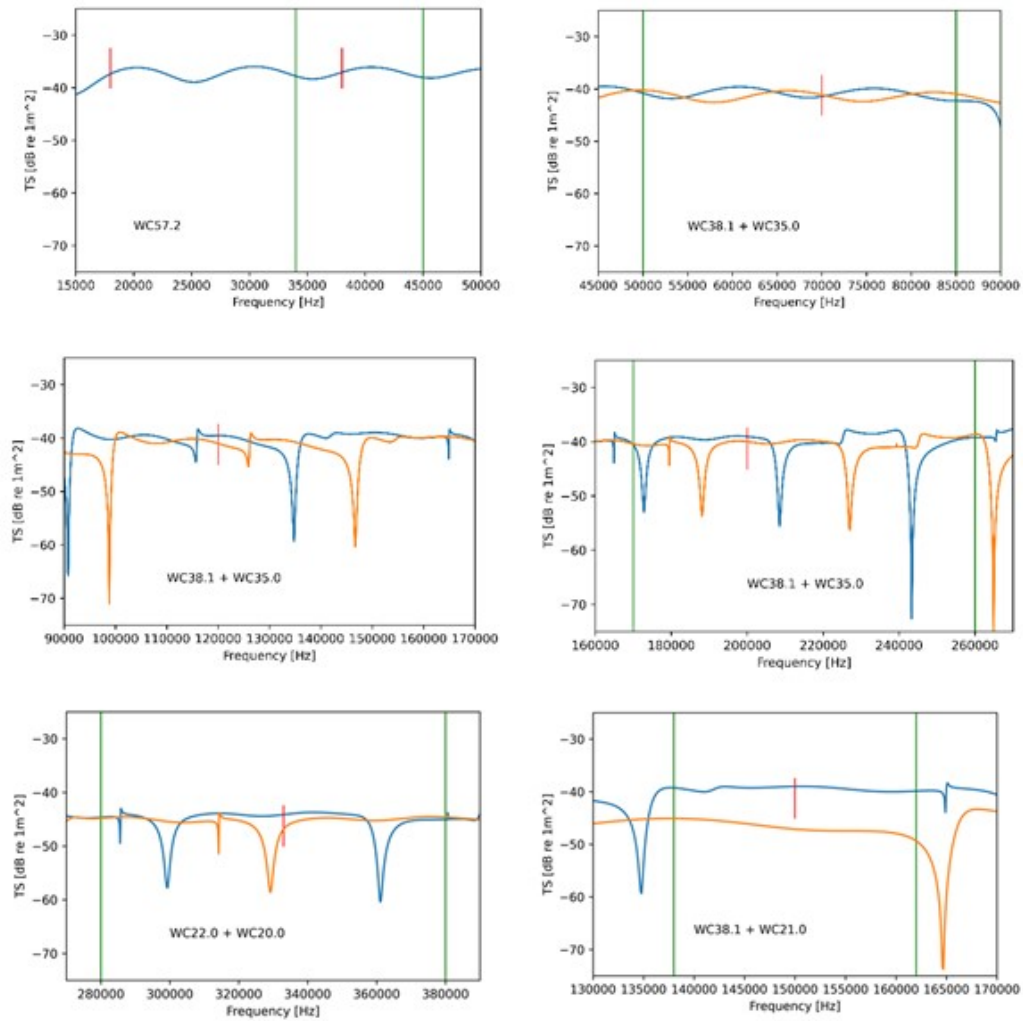 −30
−40
−50
−60
−70
TS [dB re 1m^2]
WC57.2
15000 20000 25000 30000 35000 40000 45000 50000
Frequency [Hz]
−30
−40
−50
−60
−70
TS [dB re 1m^2]
WC38.1 + WC35.0
45000 50000 55000 60000 65000 70000 75000 80000 85000 90000
Frequency [Hz]
−30
−40
−50
−60
−70
TS [dB re 1m^2]
WC38.1 + WC35.0
90000 100000 110000 120000 130000 140000 150000 160000 170000
Frequency [Hz]
−30
−40
−50
−60
−70
TS [dB re 1m^2]
WC38.1 + WC35.0
160000 180000 200000 220000 240000 260000
Frequency [Hz]
−30
−40
−50
−60
−70
TS [dB re 1m^2]
WC22.0 + WC20.0
280000 300000 320000 340000 360000 380000
Frequency [Hz]
−30
−40
−50
−60
−70
TS [dB re 1m^2]
WC38.1 + WC21.0
130000 135000 140000 145000 150000 155000 160000 165000 170000
Frequency [Hz]